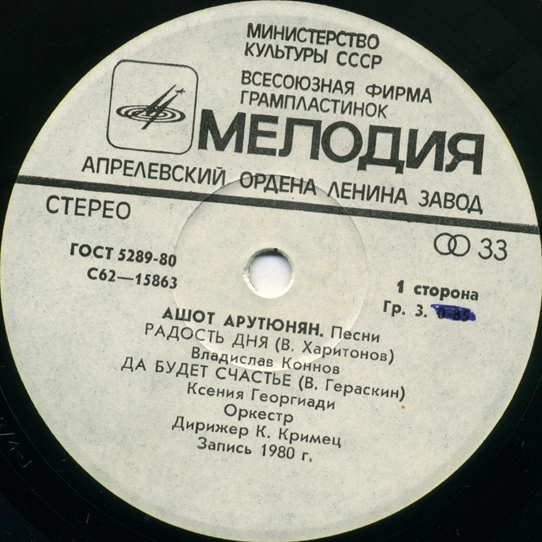 МИНИСТЕРСТВО
КУЛЬТУРЫ СССР
ВСЕСОЮЗНАЯ ФИРМА
ГРАМПЛАСТИНОК
МЕЛОДИЯ
АПРЕЛЕВСКИЙ ОРДЕНА ЛЕНИНА ЗАВОД
СТЕРЕО
33
ГОСТ 5289-80
С62—15863
1 сторона
Гр. 3.
АШОТ АРУТЮНЯН. Песни
РАДОСТЬ ДНЯ (В. Харитонов)
Владислав Коннов
ДА БУДЕТ СЧАСТЬЕ (В. Гераскин)
Ксения Георгиади
Оркестр
Дирижер К. Кримец
Запись 1980 г.